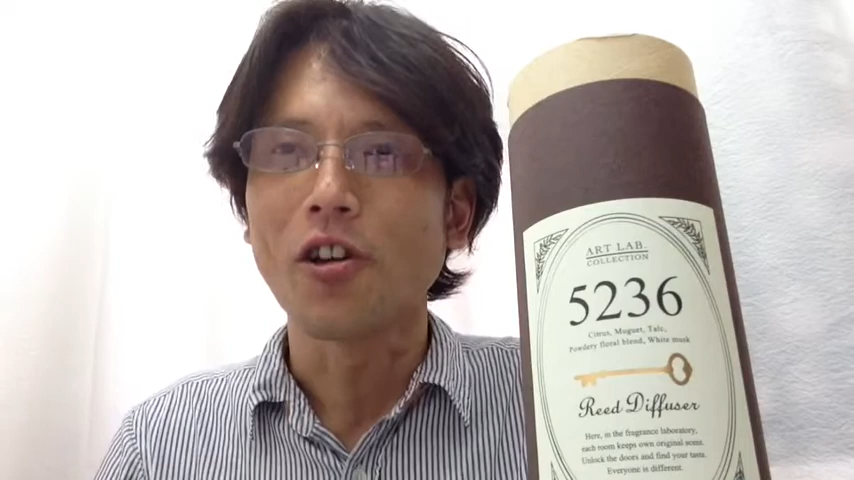 ART LAB.
COLLECTION
5236
Citrus, Muguet, Talc,
Powdery floral blend, White musk
Reed Diffuser
Here, in the fragrance laboratory,
each room keeps own original scent.
Unlock the doors and find your taste.
Everything is different.